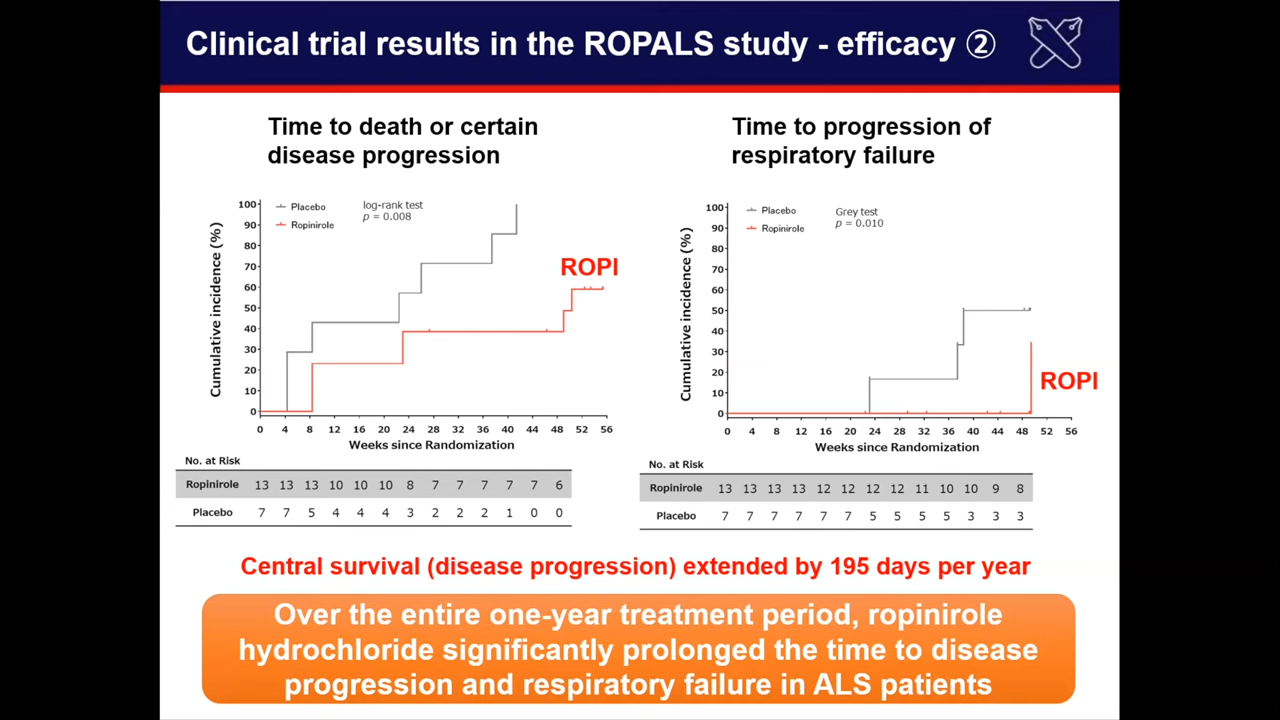 Clinical trial results in the ROPALS study - efficacy ②
Time to death or certain
disease progression
Cumulative incidence (%)
100
90
80
70
60
50
40
30
20
10
0
Placebo
Ropinirole
log-rank test
p = 0.008
ROPI
0 4 8 12 16 20 24 28 32 36 40 44 48 52 56
Weeks since Randomization
No. at Risk
Ropinirole 13 13 13 10 10 10 8 7 7 7 7 7 6
Placebo 7 7 5 4 4 4 3 2 2 2 1 0 0
Time to progression of
respiratory failure
Cumulative incidence (%)
100
90
80
70
60
50
40
30
20
10
0
Placebo
Ropinirole
Grey test
p = 0.010
ROPI
0 4 8 12 16 20 24 28 32 36 40 44 48 52 56
Weeks since Randomization
No. at Risk
Ropinirole 13 13 13 13 12 12 12 12 11 10 10 9 8
Placebo 7 7 7 7 7 7 5 5 5 5 3 3 3
Central survival (disease progression) extended by 195 days per year
Over the entire one-year treatment period, ropinirole
hydrochloride significantly prolonged the time to disease
progression and respiratory failure in ALS patients